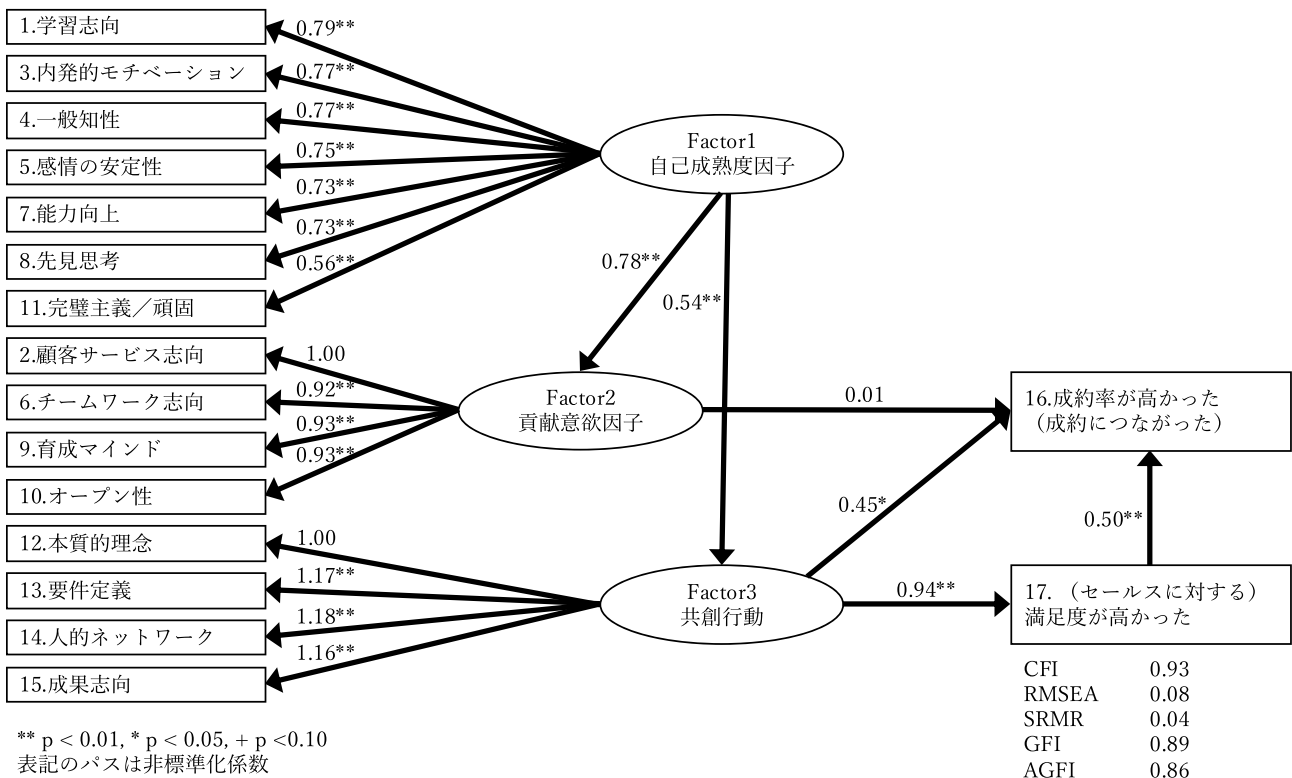 1.学習志向
0.79**
3.内発的モチベーション
0.77**
4.一般知性
0.77**
5.感情の安定性
0.75**
7.能力向上
0.73**
8.先見思考
0.73**
11.完璧主義／頑固
0.56**
Factor1
自己成熟度因子
0.78**
0.54**
2.顧客サービス志向
1.00
6.チームワーク志向
0.92**
9.育成マインド
0.93**
10.オープン性
0.93**
Factor2
貢献意欲因子
0.01
16.成約率が高かった
（成約につながった）
0.45*
0.50**
12.本質的理念
1.00
13.要件定義
1.17**
14.人的ネットワーク
1.18**
15.成果志向
1.16**
Factor3
共創行動
0.94**
17. （セールスに対する）
満足度が高かった
CFI 0.93
RMSEA 0.08
SRMR 0.04
GFI 0.89
AGFI 0.86
** p < 0.01, * p < 0.05, + p <0.10
表記のパスは非標準化係数